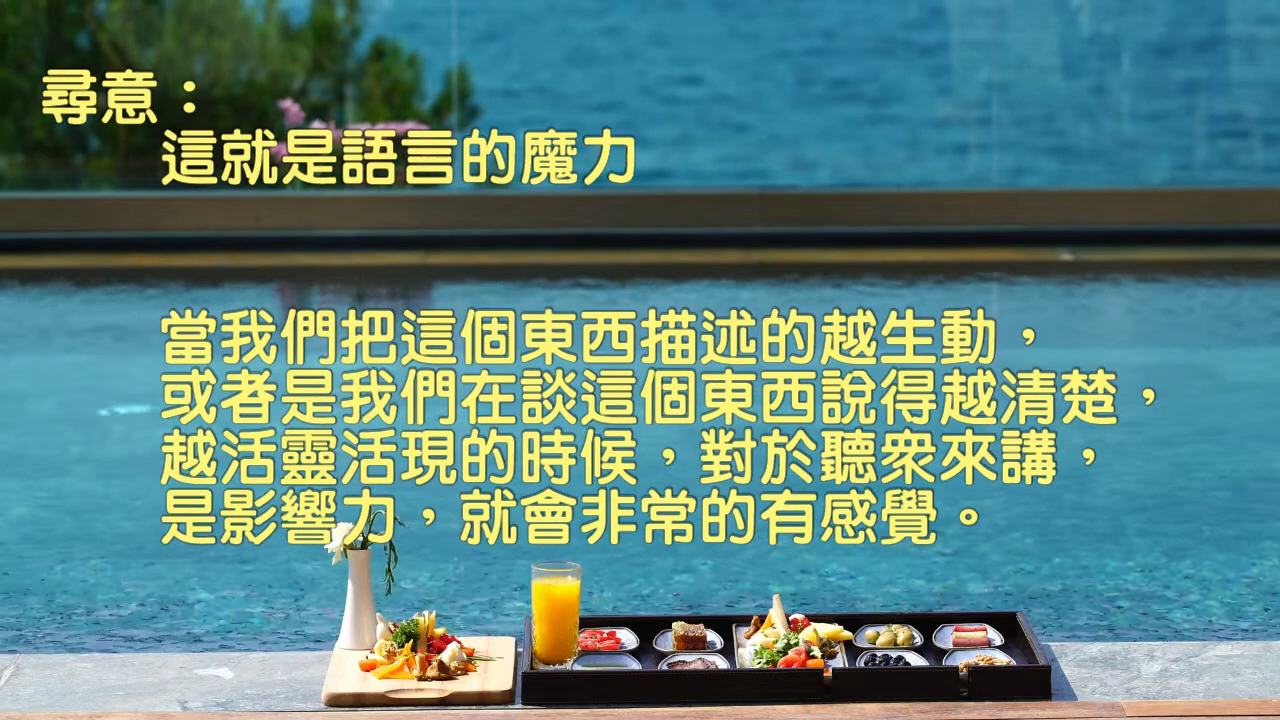 尋意：
這就是語言的魔力
當我們把這個東西描述的越生動，
或者是我們在談這個東西說得越清楚，
越活靈活現的時候，對於聽衆來講，
是影響力，就會非常的有感覺。